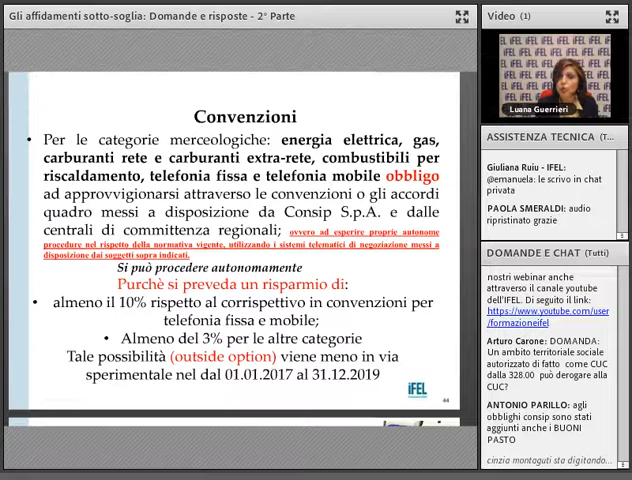 Gli affidamenti sotto-soglia: Domande e risposte - 2° Parte
Convenzioni
• Per le categorie merceologiche: energia elettrica, gas,
carburanti rete e carburanti extra-rete, combustibili per
riscaldamento, telefonia fissa e telefonia mobile obbligo
ad approvvigionarsi attraverso le convenzioni o gli accordi
quadro messi a disposizione da Consip S.p.A. e dalle
centrali di committenza regionali; ovvero ad esperire proprie autonome
procedure nel rispetto della normativa vigente, utilizzando i sistemi telematici di negoziazione messi a
disposizione dai soggetti sopra indicati.
Si può procedere autonomamente
Purchè si preveda un risparmio di:
• almeno il 10% rispetto al corrispettivo in convenzioni per
telefonia fissa e mobile;
• Almeno del 3% per le altre categorie
Tale possibilità (outside option) viene meno in via
sperimentale nel dal 01.01.2017 al 31.12.2019
iFEL
44
Video (1)
iFEL
Luana Guerrieri
ASSISTENZA TECNICA (T...
Giuliana Ruiu - IFEL:
@emanuela: le scrivo in chat
privata
PAOLA SMERALDI: audio
ripristinato grazie
DOMANDE E CHAT (Tutti)
nostri webinar anche
attraverso il canale youtube
dell'IFEL. Di seguito il link:
https://www.youtube.com/user
/formazioneifel
Arturo Carone: DOMANDA:
Un ambito territoriale sociale
autorizzato di fatto come CUC
dalla 328.00 può derogare alla
CUC?
ANTONIO PARILLO: agli
obblighi consip sono stati
aggiunti anche i BUONI
PASTO
cinzia montaguti sta digitando...